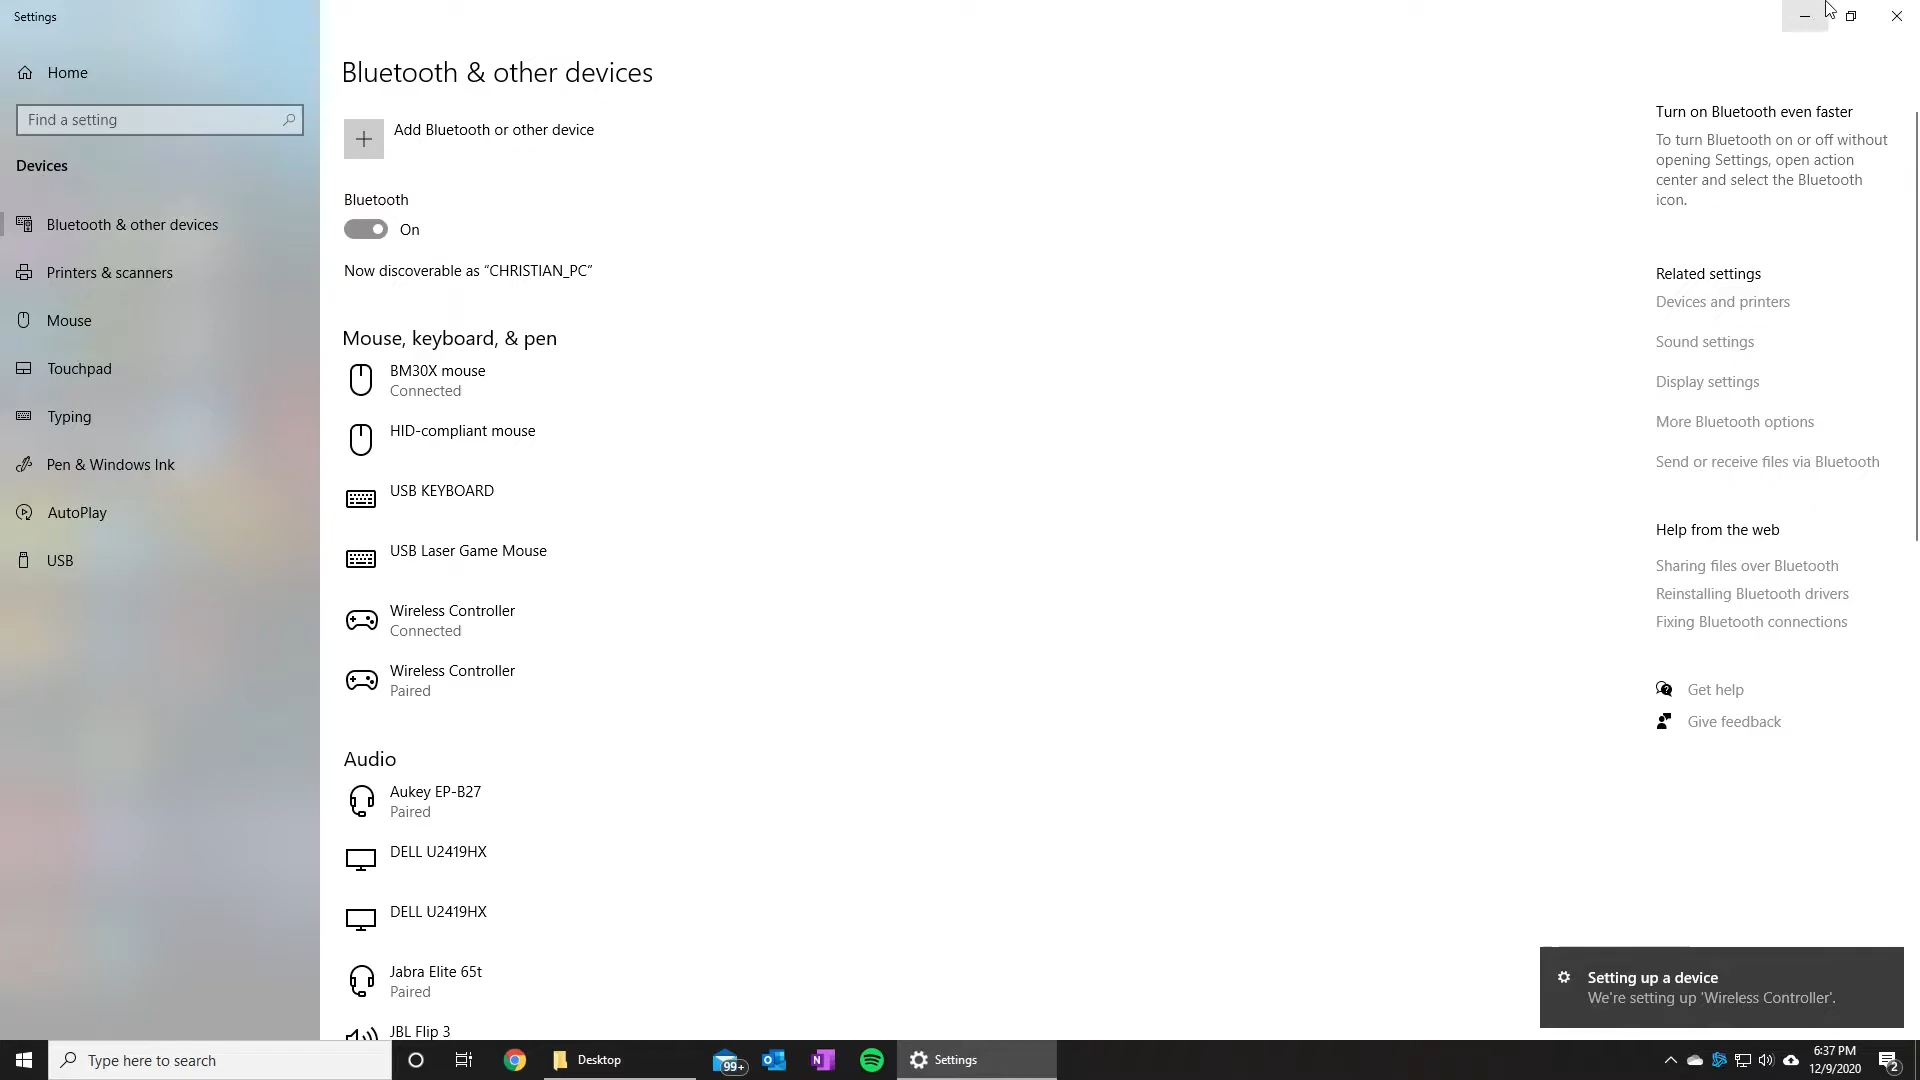 Settings
Home
Find a setting
Devices
Bluetooth & other devices
Printers & scanners
Mouse
Touchpad
Typing
Pen & Windows Ink
AutoPlay
USB
Bluetooth & other devices
Add Bluetooth or other device
Bluetooth
On
Now discoverable as “CHRISTIAN_PC”
Mouse, keyboard, & pen
BM30X mouse
Connected
HID-compliant mouse
USB KEYBOARD
USB Laser Game Mouse
Wireless Controller
Connected
Wireless Controller
Paired
Audio
Aukey EP-B27
Paired
DELL U2419HX
DELL U2419HX
Jabra Elite 65t
Paired
JBL Flip 3
Turn on Bluetooth even faster
To turn Bluetooth on or off without
opening Settings, open action
center and select the Bluetooth
icon.
Related settings
Devices and printers
Sound settings
Display settings
More Bluetooth options
Send or receive files via Bluetooth
Help from the web
Sharing files over Bluetooth
Reinstalling Bluetooth drivers
Fixing Bluetooth connections
Get help
Give feedback
Setting up a device
We're setting up 'Wireless Controller'.
Type here to search
Desktop
99+
Settings
6:37 PM
12/9/2020
2